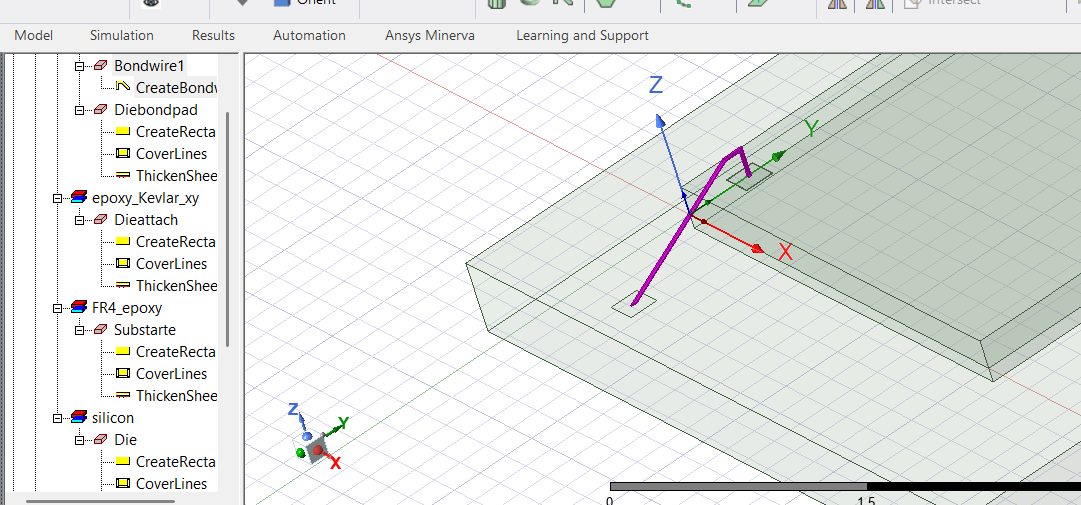 Orient
Intersect
Model Simulation Results Automation Ansys Minerva Learning and Support
Bondwire1
CreateBondw
Diebondpad
CreateRecta
CoverLines
ThickenShee
epoxy_Kevlar_xy
Dieattach
CreateRecta
CoverLines
ThickenShee
FR4_epoxy
Substarte
CreateRecta
CoverLines
ThickenShee
silicon
Die
CreateRecta
CoverLines
Z
Y
X
Z
Y
X
0
1.5